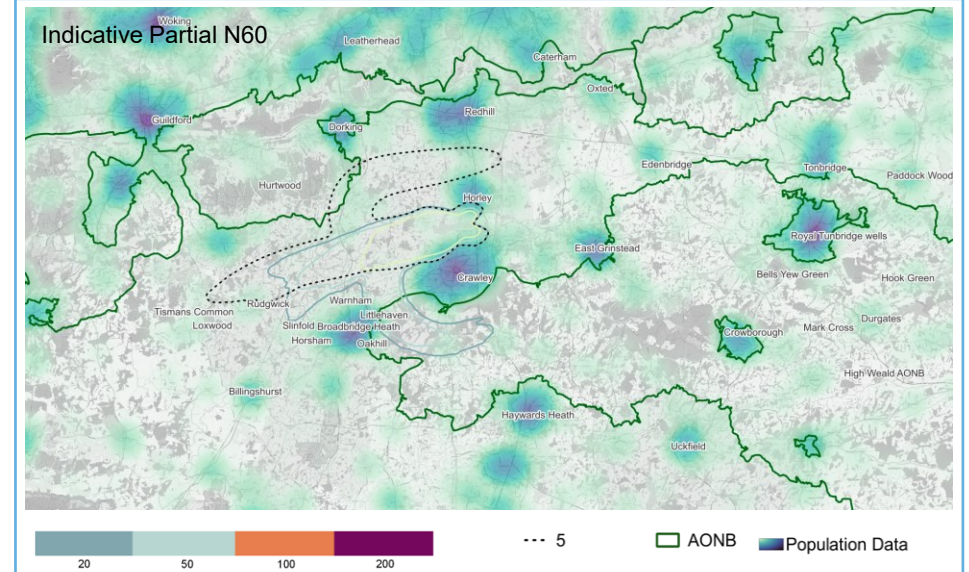 Indicative Partial N60
Woking
Leatherhead
Caterham
Oxted
Guildford
Redhill
Dorking
Edenbridge
Tonbridge
Paddock Wood
Hurtwood
Horley
East Grinstead
Royal Tunbridge wells
Crawley
Bells Yew Green
Hook Green
Rudgwick
Warnham
Tismans Common
Littlehaven
Durgates
Loxwood
Slinfold
Broadbridge Heath
Mark Cross
Crowborough
Horsham
Oakhill
High Weald AONB
Billingshurst
Haywards Heath
Uckfield
5
AONB
Population Data
20 50 100 200